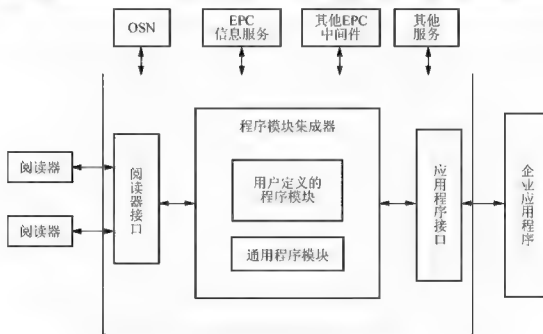 OSN
EPC
信息服务
其他EPC
中间件
其他
服务
程序模块集成器
阅读器
阅读器
阅读器接口
用户定义的
程序模块
通用程序模块
应用程序接口
企业应用程序